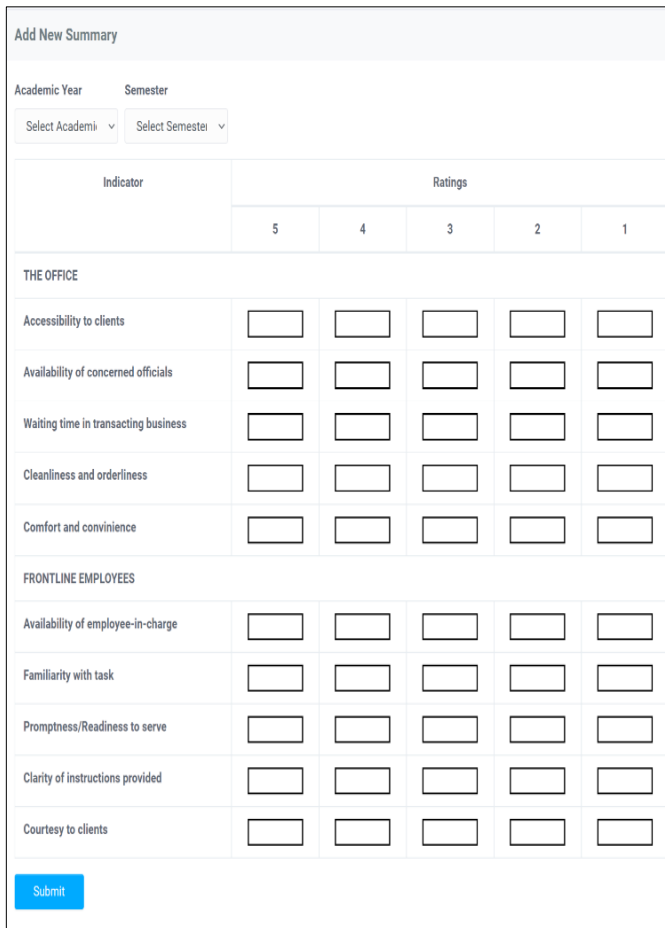 Add New Summary
Academic Year Semester
Select Academi Select Semester
Indicator Ratings
5 4 3 2 1
THE OFFICE
Accessibility to clients
Availability of concerned officials
Waiting time in transacting business
Cleanliness and orderliness
Comfort and convinience
FRONTLINE EMPLOYEES
Availability of employee-in-charge
Familiarity with task
Promptness/Readiness to serve
Clarity of instructions provided
Courtesy to clients
Submit